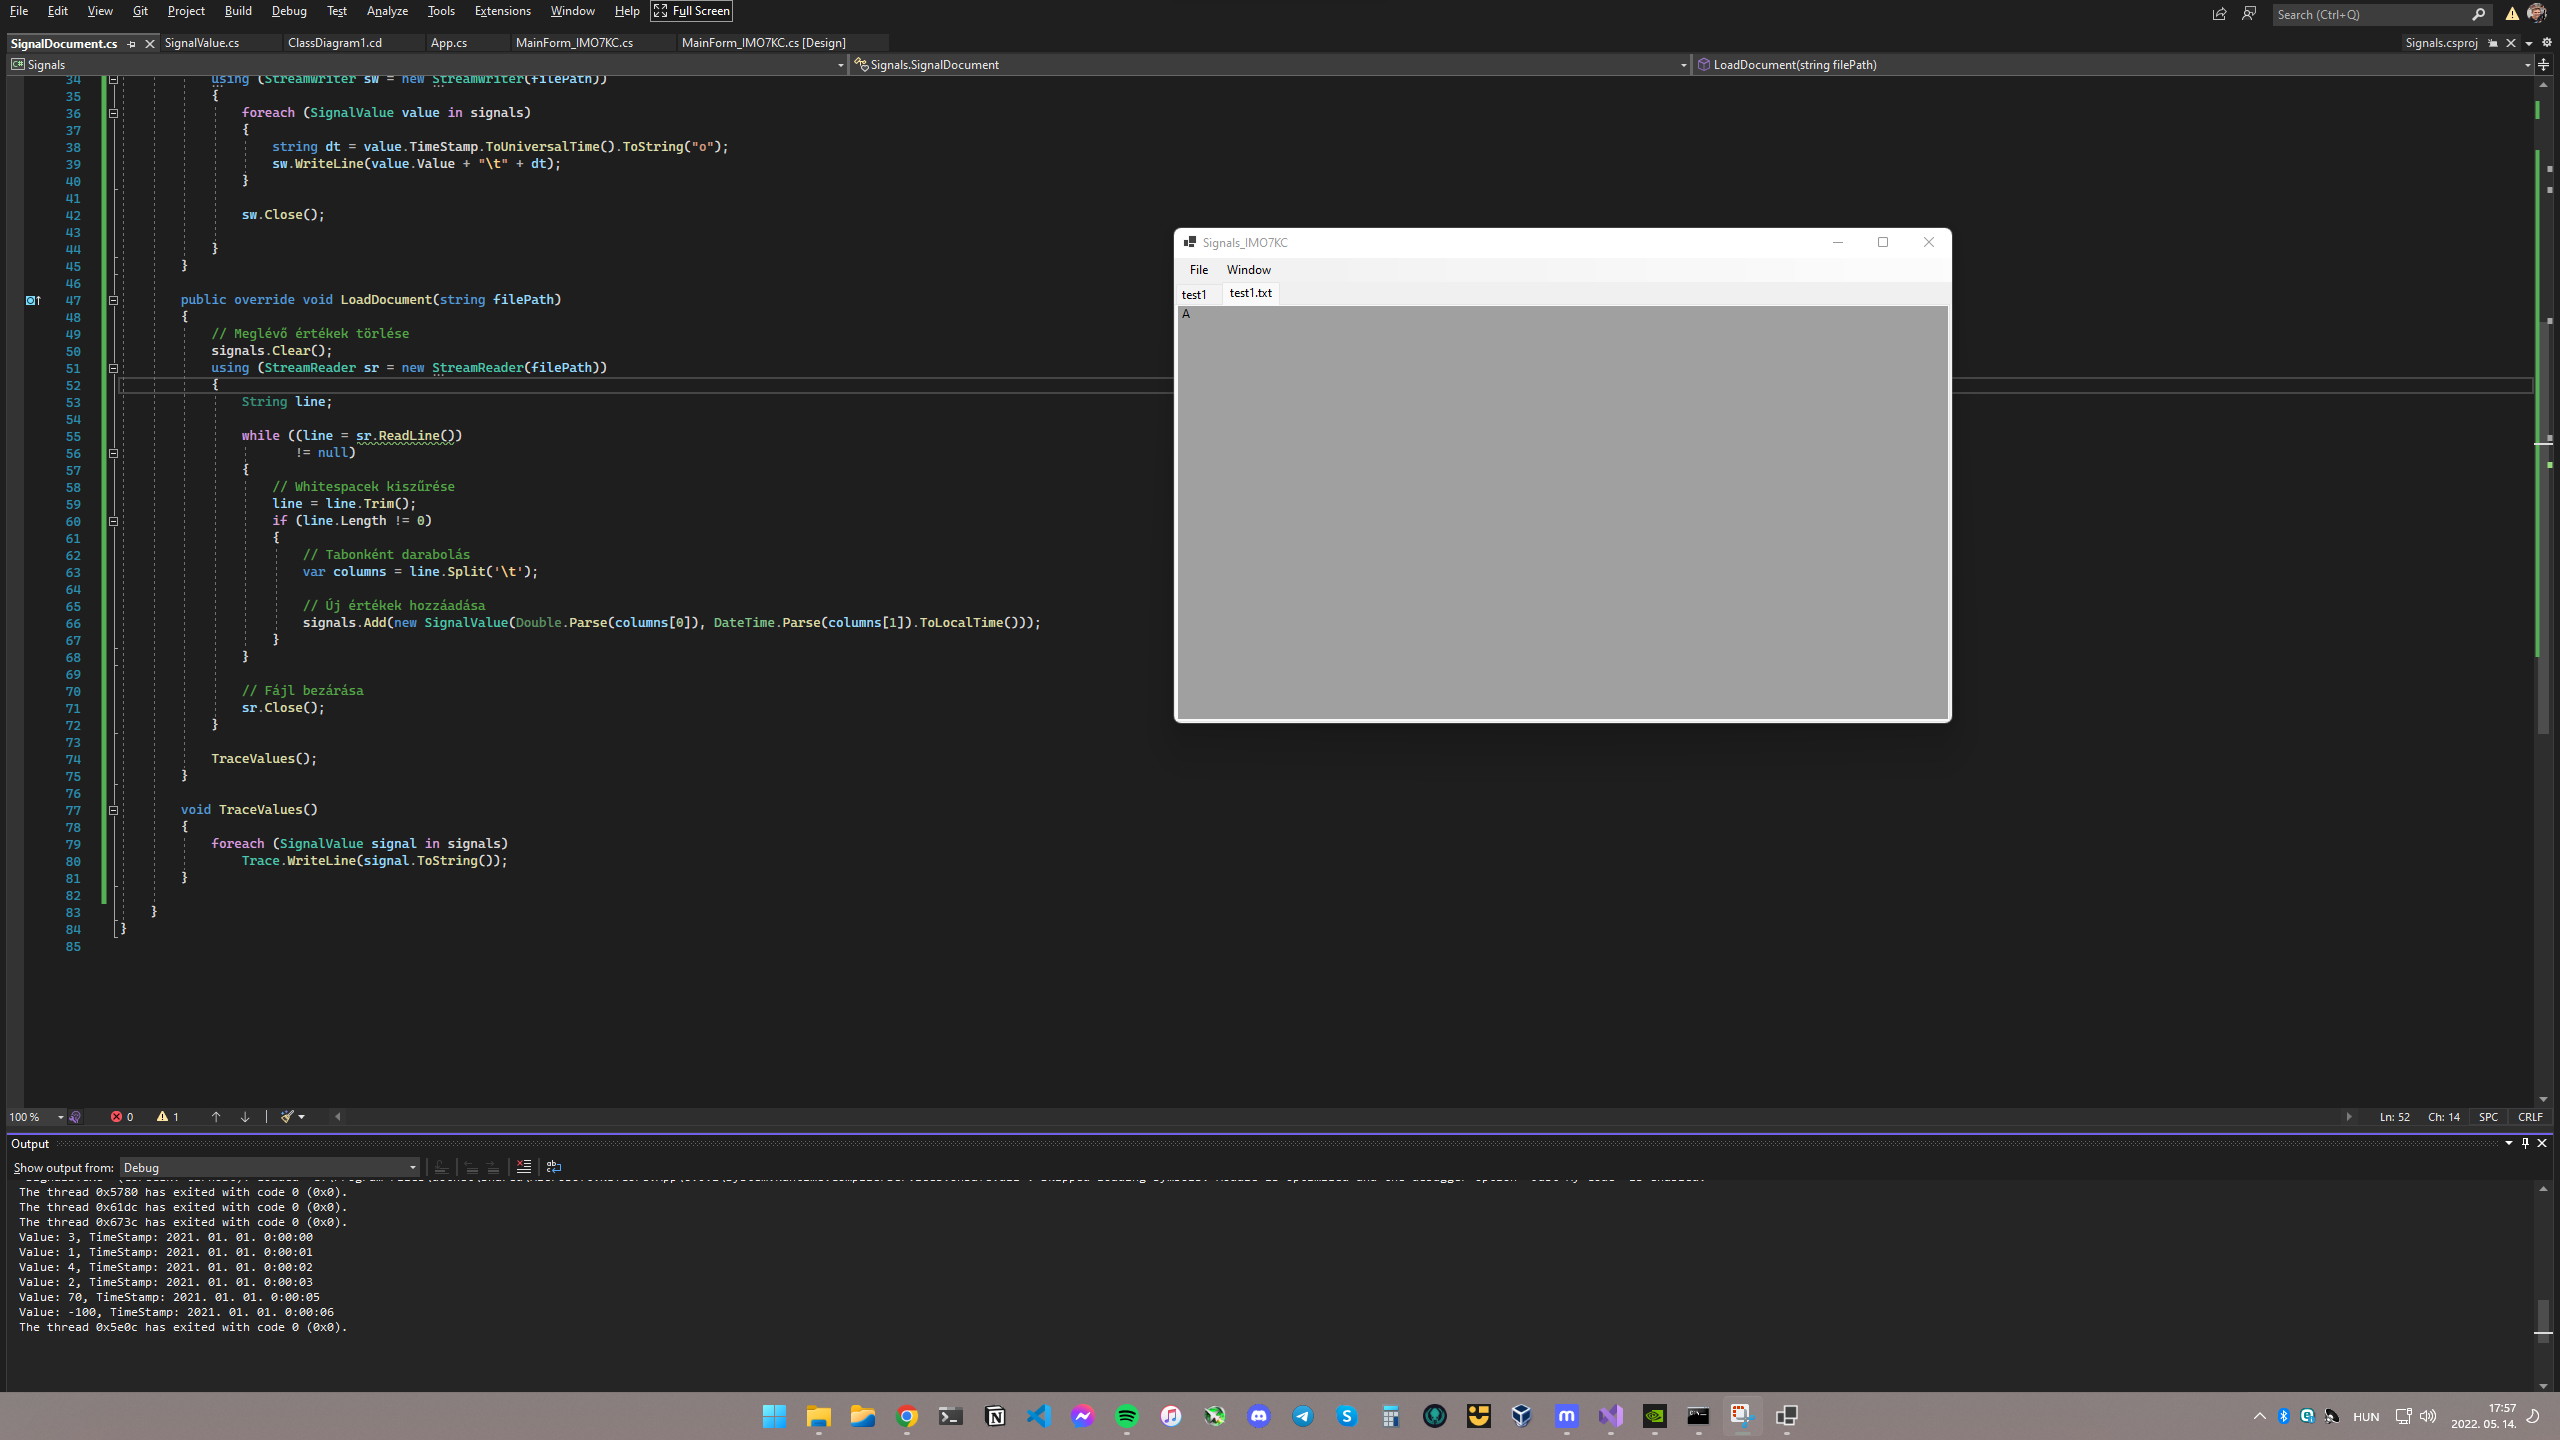 File Edit View Git Project Build Debug Test Analyze Tools Extensions Window Help Full Screen Search (Ctrl+Q)
SignalDocument.cs SignalValue.cs ClassDiagram1.cd App.cs MainForm_IMO7KC.cs MainForm_IMO7KC.cs [Design] Signals.csproj
Signals Signals.SignalDocument LoadDocument(string filePath)
34 using (StreamWriter sw = new StreamWriter(filePath))
35 {
36 foreach (SignalValue value in signals)
37 {
38 string dt = value.TimeStamp.ToUniversalTime().ToString("o");
39 sw.WriteLine(value.Value + "\t" + dt);
40 }
41
42 sw.Close();
43
44 }
45 }
46
47 public override void LoadDocument(string filePath)
48 {
49 // Meglévő értékek törlése
50 signals.Clear();
51 using (StreamReader sr = new StreamReader(filePath))
52 {
53 String line;
54
55 while ((line = sr.ReadLine())
56 != null)
57 {
58 // Whitespacek kiszűrése
59 line = line.Trim();
60 if (line.Length != 0)
61 {
62 // Tabonként darabolás
63 var columns = line.Split('\t');
64
65 // Új értékek hozzáadása
66 signals.Add(new SignalValue(Double.Parse(columns[0]), DateTime.Parse(columns[1]).ToLocalTime()));
67 }
68 }
69
70 // Fájl bezárása
71 sr.Close();
72 }
73
74 TraceValues();
75 }
76
77 void TraceValues()
78 {
79 foreach (SignalValue signal in signals)
80 Trace.WriteLine(signal.ToString());
81 }
82
83 }
84 }
85
Signals_IMO7KC
File Window
test1 test1.txt
A
100 % 0 1 Ln: 52 Ch: 14 SPC CRLF
Output
Show output from: Debug
The thread 0x5780 has exited with code 0 (0x0).
The thread 0x61dc has exited with code 0 (0x0).
The thread 0x673c has exited with code 0 (0x0).
Value: 3, TimeStamp: 2021. 01. 01. 0:00:00
Value: 1, TimeStamp: 2021. 01. 01. 0:00:01
Value: 4, TimeStamp: 2021. 01. 01. 0:00:02
Value: 2, TimeStamp: 2021. 01. 01. 0:00:03
Value: 70, TimeStamp: 2021. 01. 01. 0:00:05
Value: -100, TimeStamp: 2021. 01. 01. 0:00:06
The thread 0x5e0c has exited with code 0 (0x0).
HUN 17:57
2022. 05. 14.